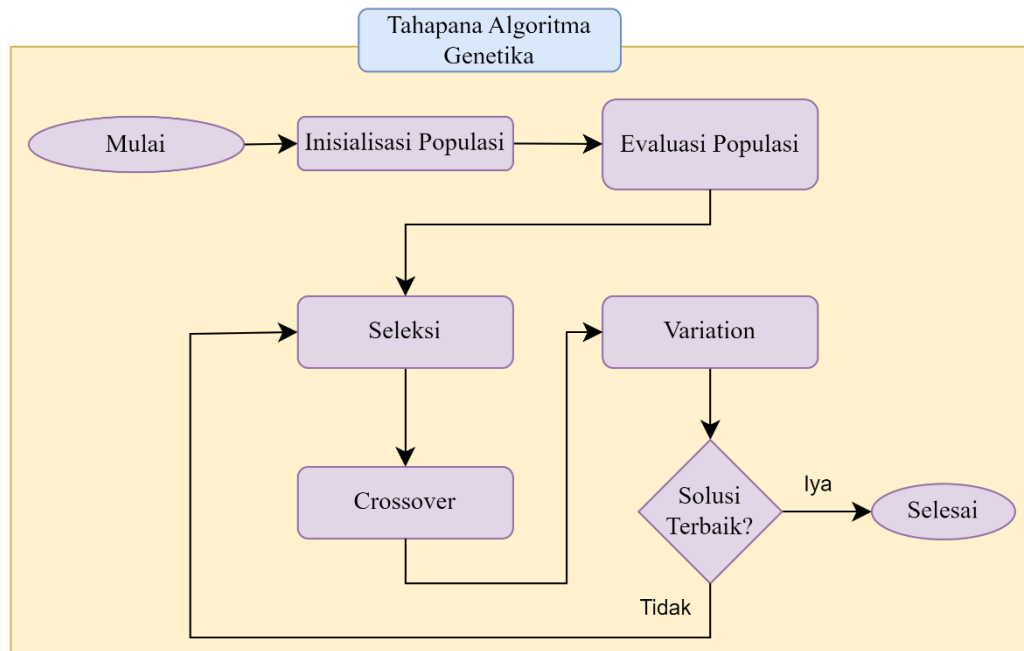 Tahapana Algoritma
Genetika
Mulai
Inisialisasi Populasi
Evaluasi Populasi
Seleksi
Variation
Crossover
Solusi
Terbaik?
Iya
Selesai
Tidak